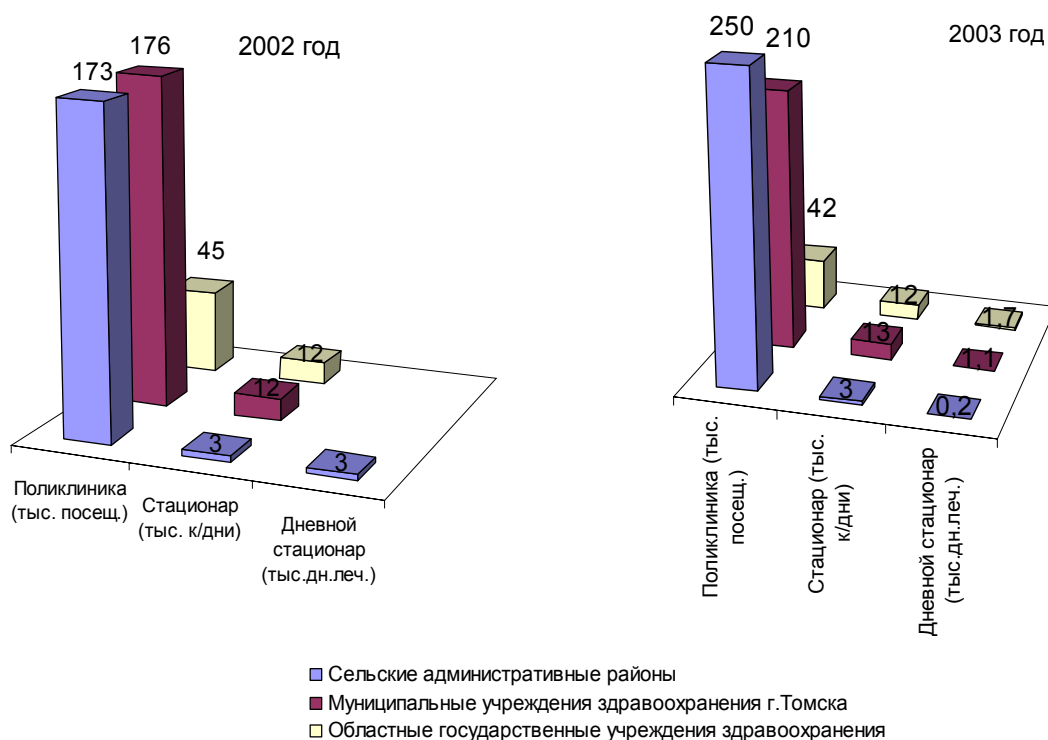 2002 год
173
176
45
12
12
3
3
Поликлиника
(тыс. посещ.)
Стационар
(тыс. к/дни)
Дневной
стационар
(тыс.дн.леч.)
2003 год
250
210
42
12
1,7
13
1,1
3
0,2
Поликлиника (тыс.
посещ.)
Стационар (тыс.
к/дни)
Дневной стационар
(тыс.дн.леч.)
Сельские административные районы
Муниципальные учреждения здравоохранения г.Томска
Областные государственные учреждения здравоохранения